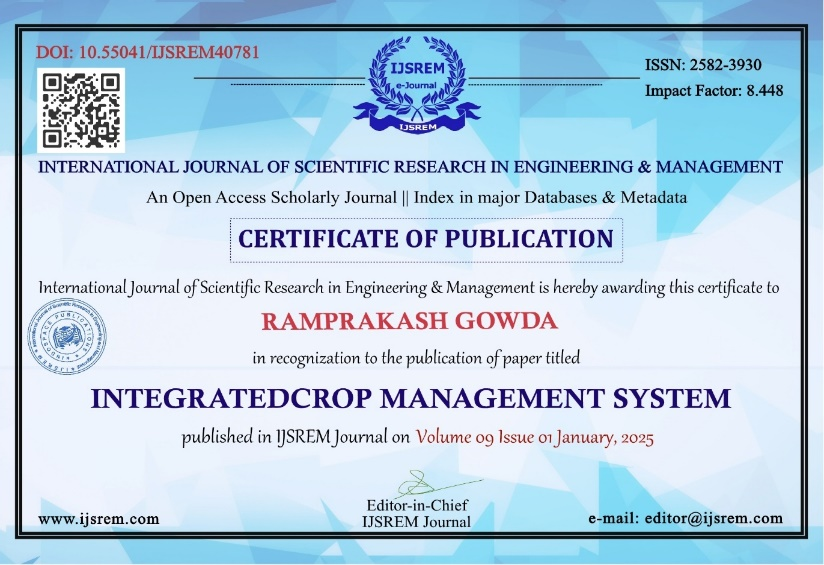 DOI: 10.55041/IJSREM40781
ISSN: 2582-3930
Impact Factor: 8.448
IJSREM
e-Journal
IJSREM
INTERNATIONAL JOURNAL OF SCIENTIFIC RESEARCH IN ENGINEERING & MANAGEMENT
An Open Access Scholarly Journal || Index in major Databases & Metadata
CERTIFICATE OF PUBLICATION
International Journal of Scientific Research in Engineering & Management is hereby awarding this certificate to
RAMPRAKASH GOWDA
in recognization to the publication of paper titled
INTEGRATEDCROP MANAGEMENT SYSTEM
published in IJSREM Journal on Volume 09 Issue 01 January, 2025
Editor-in-Chief
IJSREM Journal
www.ijsrem.com
e-mail: editor@ijsrem.com